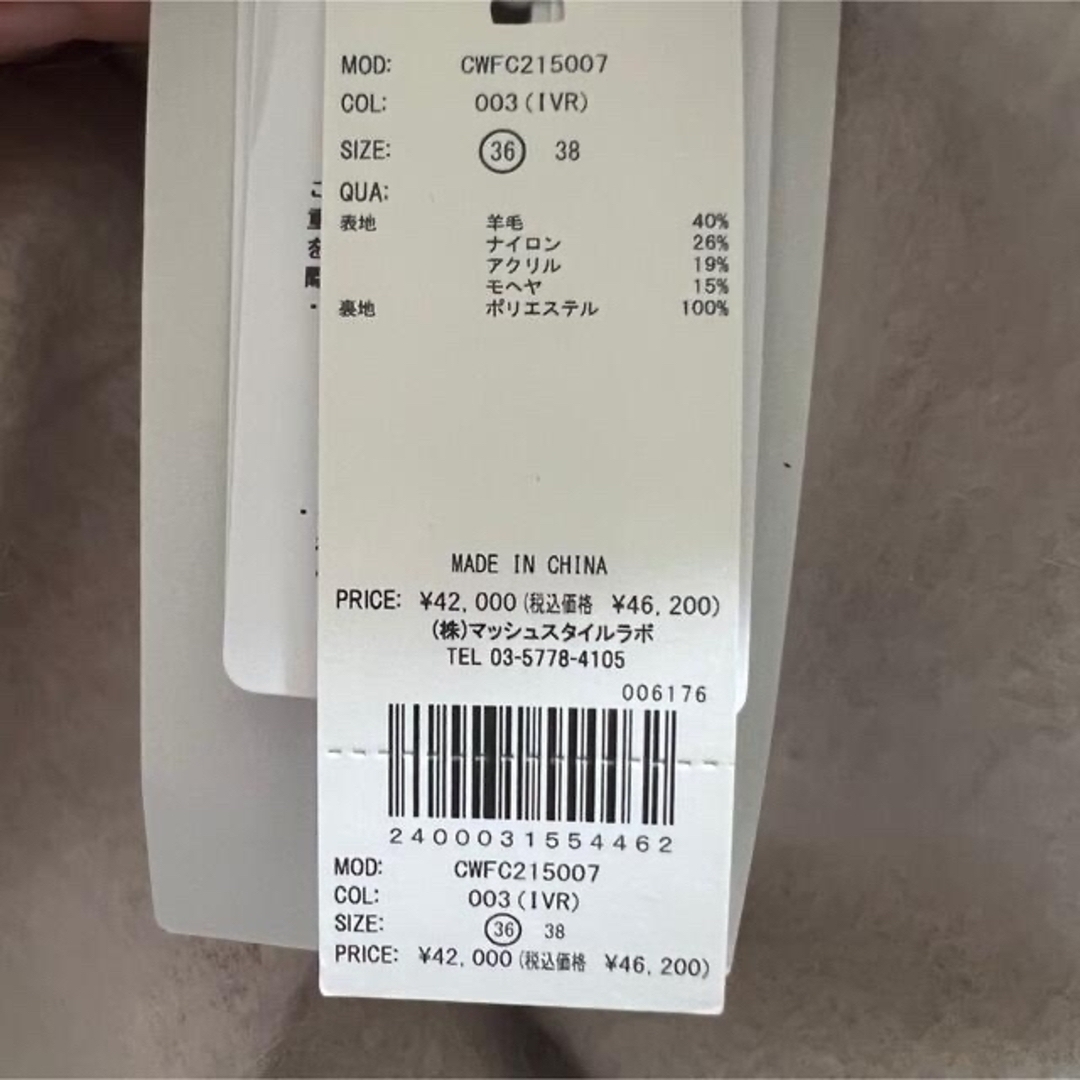 MOD: CWFC215007
COL: 003(IVR)
SIZE: 36 38
QUA:
表地 羊毛 40%
ナイロン 26%
アクリル 19%
モヘヤ 15%
裏地 ポリエステル 100%
MADE IN CHINA
PRICE: ¥42,000(税込価格 ¥46,200)
(株)マッシュスタイルラボ
TEL 03-5778-4105
006176
2400031554462
MOD: CWFC215007
COL: 003(IVR)
SIZE: 36 38
PRICE: ¥42,000(税込価格 ¥46,200)